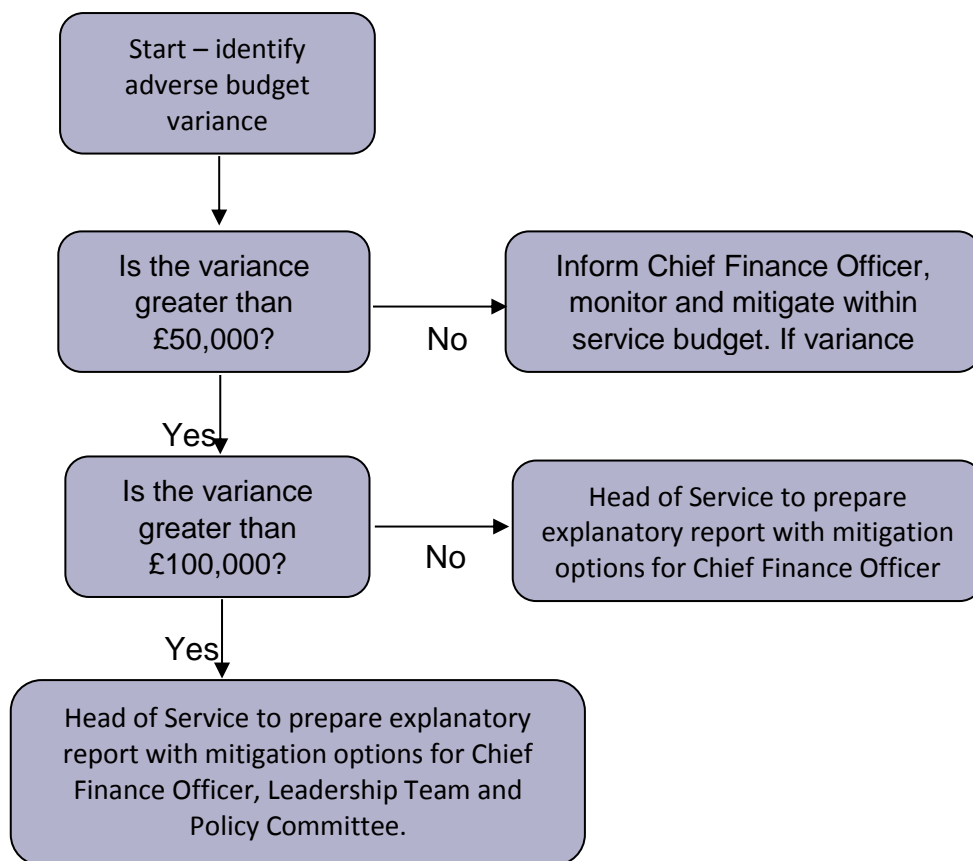 Start – identify
adverse budget
variance
Is the variance
greater than
£50,000?
No
Inform Chief Finance Officer,
monitor and mitigate within
service budget. If variance
Yes
Is the variance
greater than
£100,000?
No
Head of Service to prepare
explanatory report with mitigation
options for Chief Finance Officer
Yes
Head of Service to prepare explanatory
report with mitigation options for Chief
Finance Officer, Leadership Team and
Policy Committee.